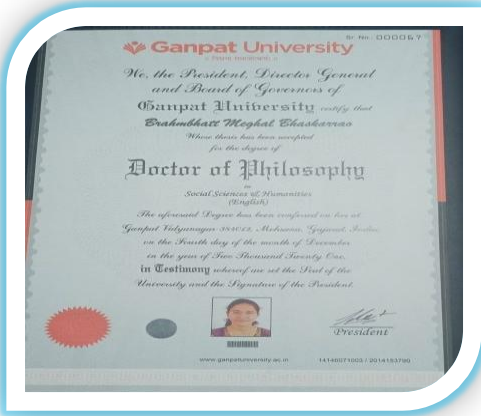 Sr. No.: 000067
Ganpat University
We, the President, Director General
and Board of Governors of
Ganpat University certify that
Brahmbhatt Meghal Bhaskarrao
Whose thesis has been accepted
for the degree of
Doctor of Philosophy
in
Social Sciences & Humanities
(English)
The aforesaid Degree has been conferred on her at
Ganpat Vidyanagar-384012, Mehsana, Gujarat, India
on the Fourth day of the month of December
in the year of Two Thousand Twenty One.
in Testimony whereof are set the Seal of the
University and the Signature of the President.
President
www.ganpatuniversity.ac.in